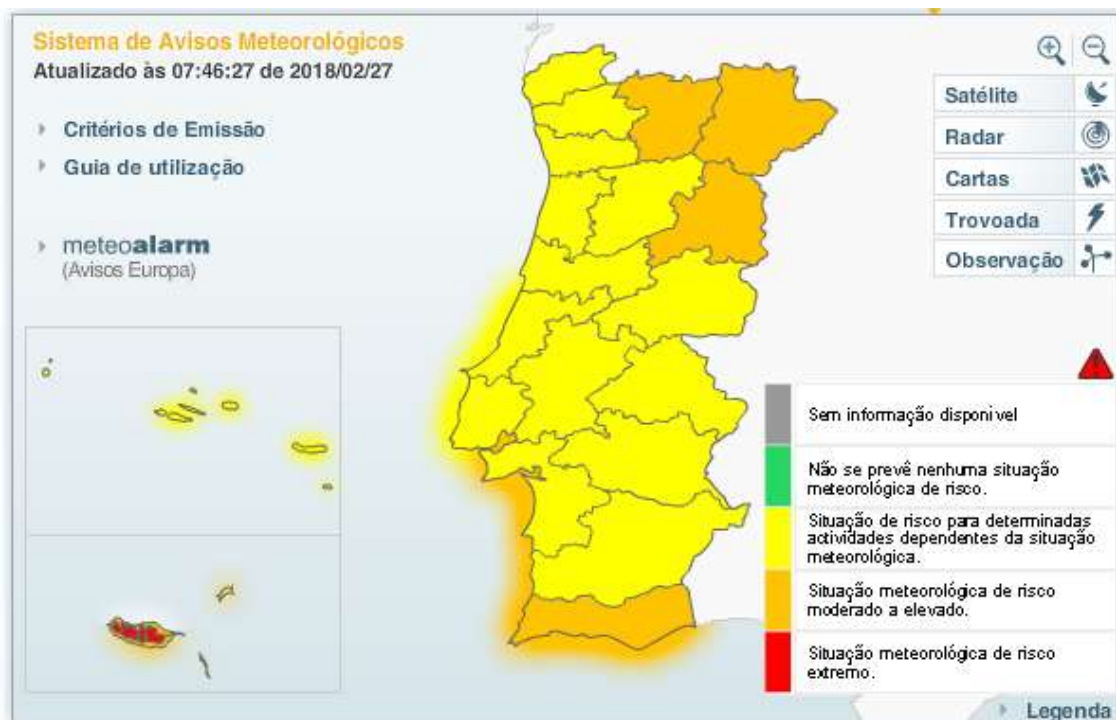 Sistema de Avisos Meteorológicos
Atualizado às 07:46:27 de 2018/02/27
Critérios de Emissão
Guia de utilização
meteoalarm
(Avisos Europa)
Satélite
Radar
Cartas
Trovoada
Observação
Sem informação disponivel
Não se prevê nenhuma situação
meteorológica de risco.
Situação de risco para determinadas
actividades dependentes da situação
meteorológica.
Situação meteorológica de risco
moderado a elevado.
Situação meteorológica de risco
extremo.
Legenda